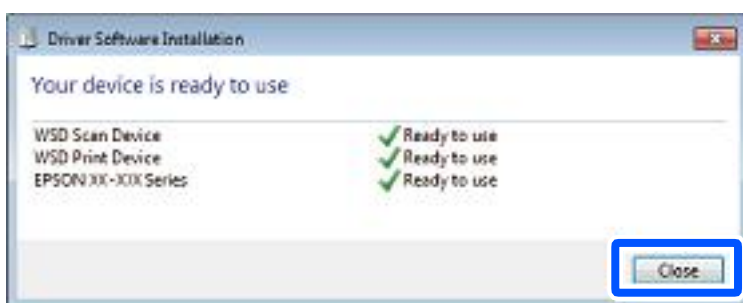 Driver Software Installation
Your device is ready to use
WSD Scan Device Ready to use
WSD Print Device Ready to use
EPSON XX-XXX Series Ready to use
Close